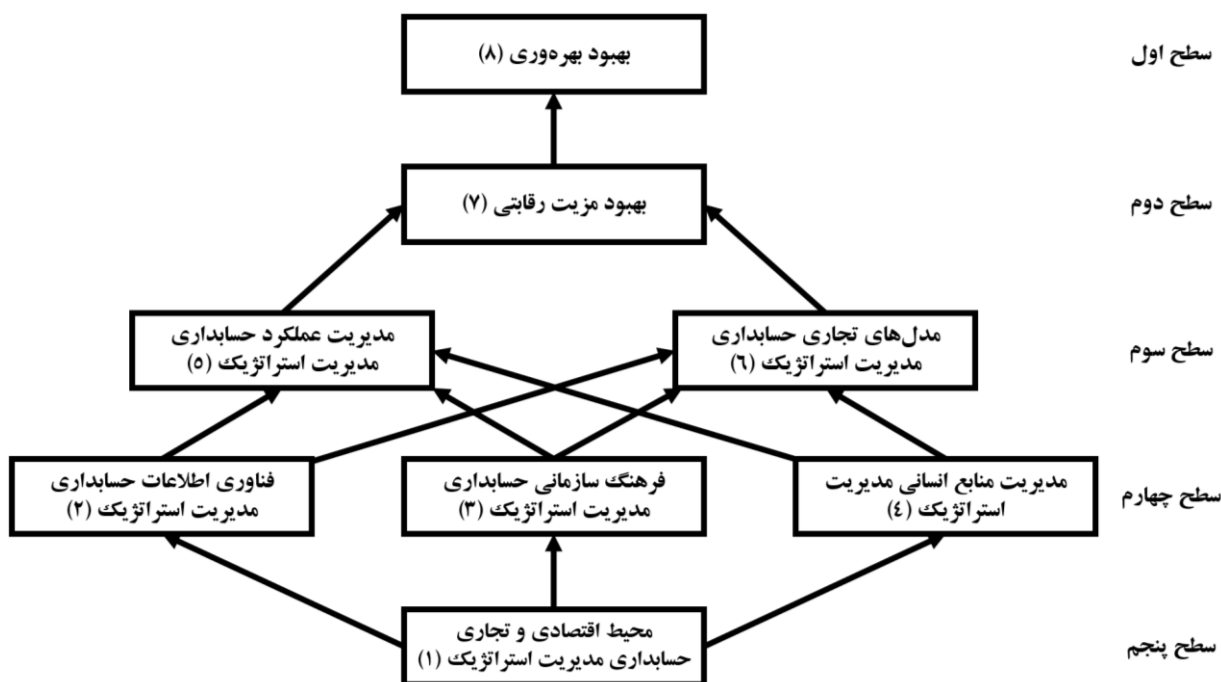 بهبود بهره‌وری (۸)
سطح اول
بهبود مزیت رقابتی (۷)
سطح دوم
مدل‌های تجاری حسابداری
مدیریت استراتژیک (٦)
مدیریت عملکرد حسابداری
مدیریت استراتژیک (٥)
سطح سوم
مدیریت منابع انسانی مدیریت
استراتژیک (٤)
فرهنگ سازمانی حسابداری
مدیریت استراتژیک (۳)
فناوری اطلاعات حسابداری
مدیریت استراتژیک (۲)
سطح چهارم
محیط اقتصادی و تجاری
حسابداری مدیریت استراتژیک (۱)
سطح پنجم